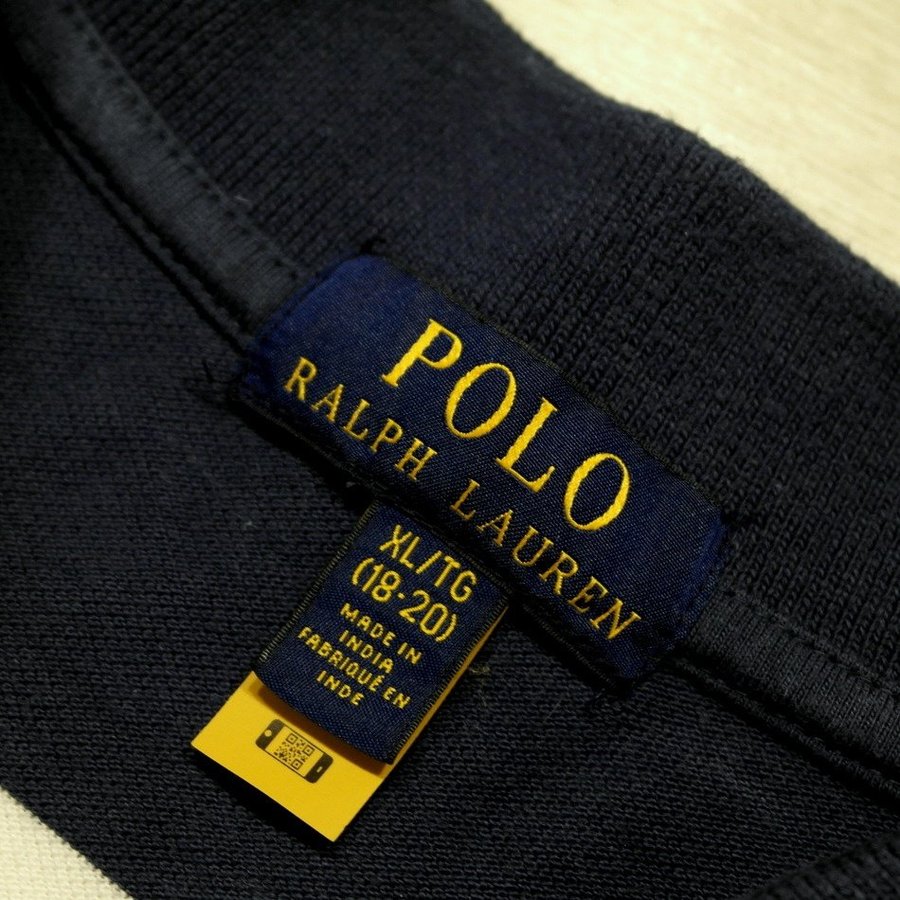 POLO
RALPH LAUREN
XL/TG
(18-20)
MADE IN
INDIA
FABRIQUÉ EN
INDE